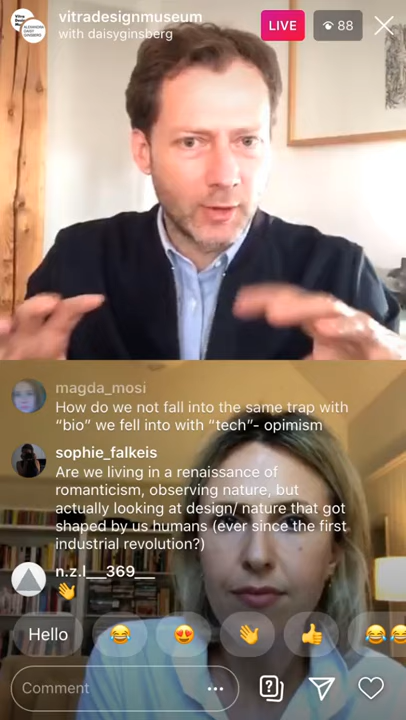 vitradesignmuseum
with daisyginsberg
LIVE
88
magda_mosi
How do we not fall into the same trap with
“bio” we fell into with “tech”- opimism
sophie_falkeis
Are we living in a renaissance of
romanticism, observing nature, but
actually looking at design/ nature that got
shaped by us humans (ever since the first
industrial revolution?)
n.z.l__369__
Hello
Comment